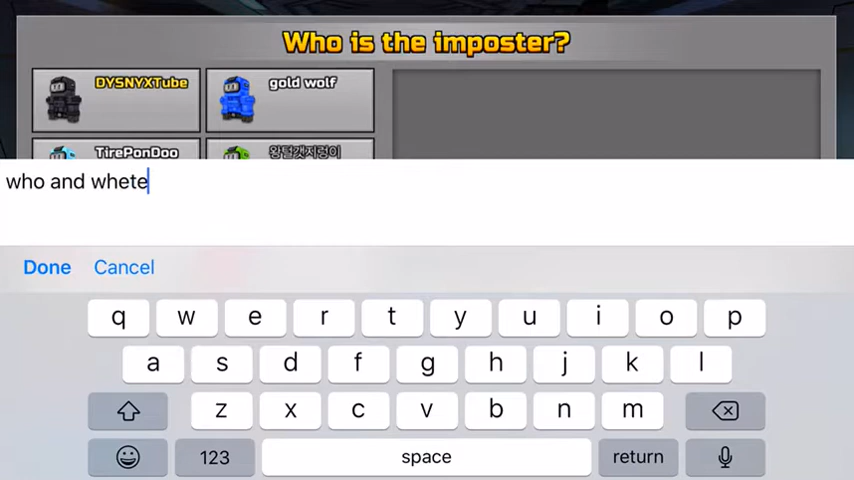 Who is the imposter?
DYSNYXTube
gold wolf
TirePonDoo
왕털갯지렁이
who and whete
Done
Cancel
q w e r t y u i o p
a s d f g h j k l
z x c v b n m
123
space
return